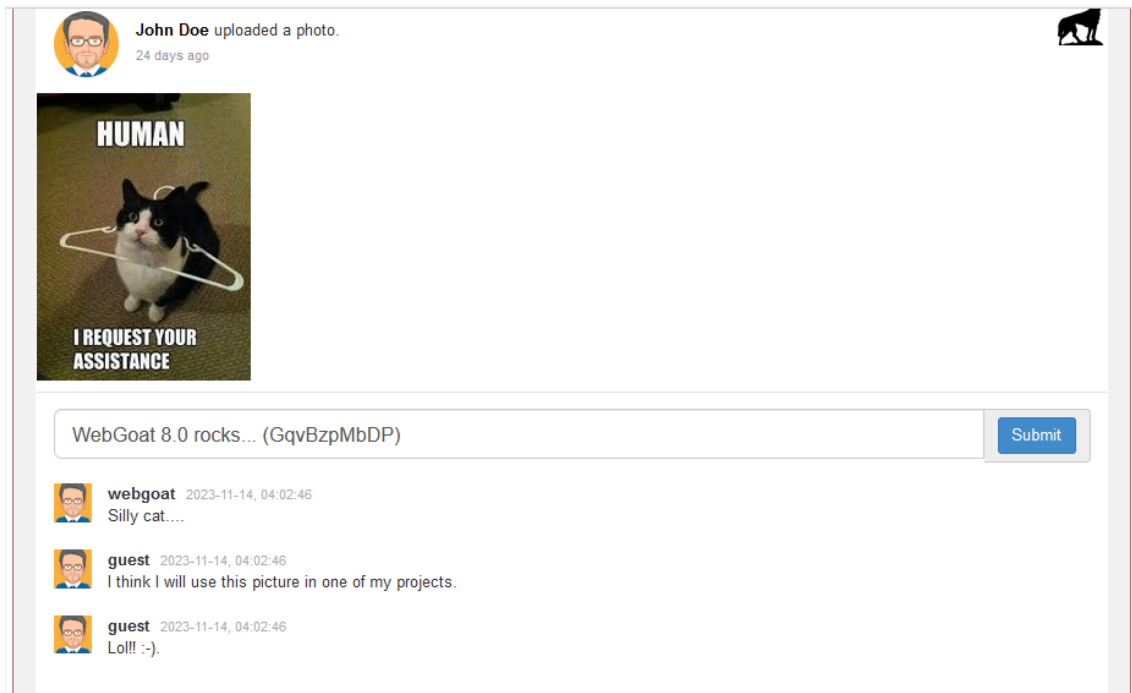 John Doe uploaded a photo.
24 days ago
HUMAN
I REQUEST YOUR
ASSISTANCE
WebGoat 8.0 rocks... (GqvBzpMbDP)
Submit
webgoat 2023-11-14, 04:02:46
Silly cat....
guest 2023-11-14, 04:02:46
I think I will use this picture in one of my projects.
guest 2023-11-14, 04:02:46
Lol!! :-).